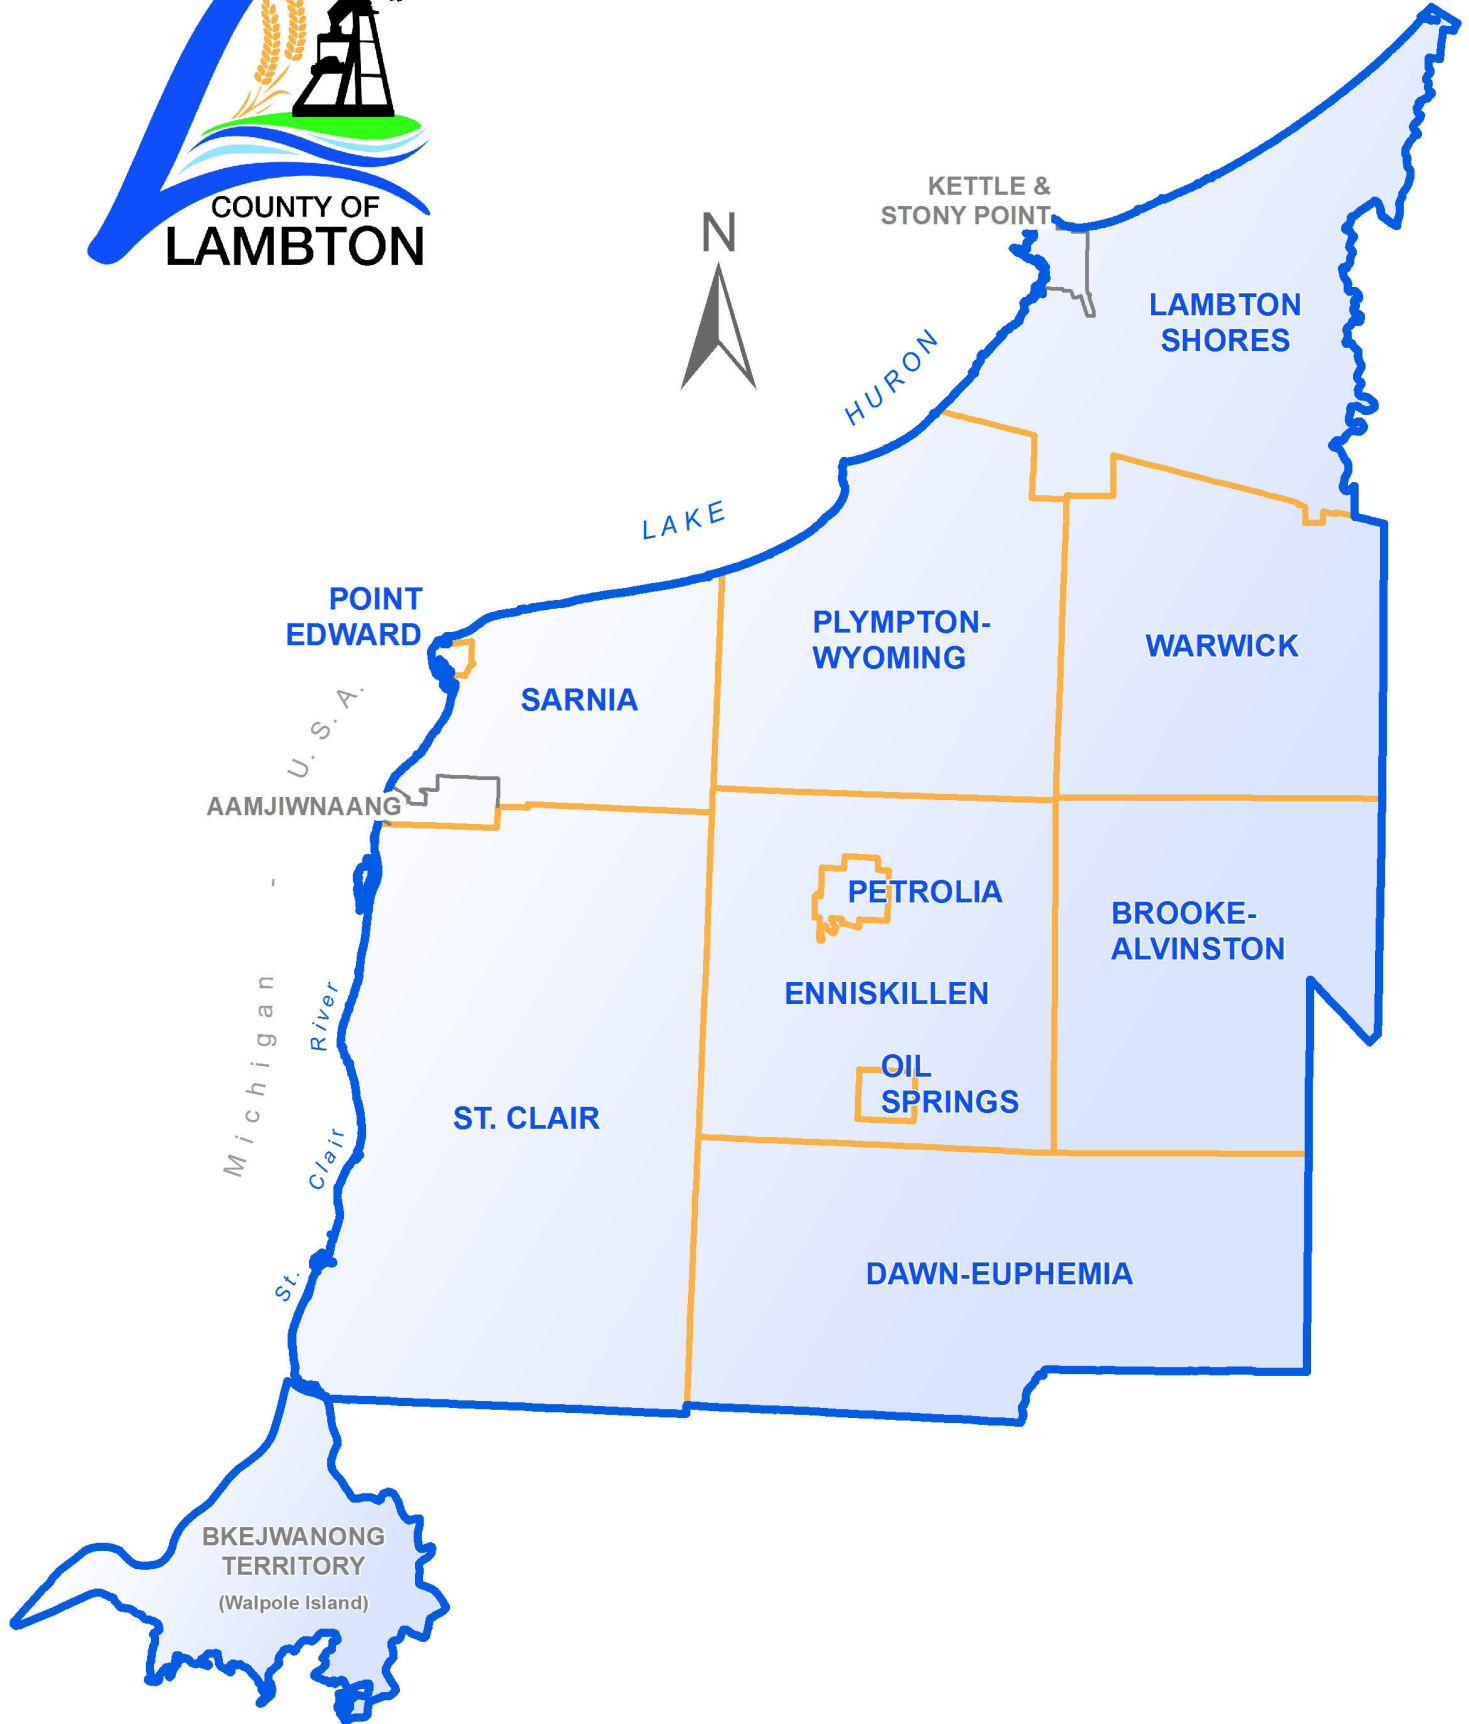 COUNTY OF
LAMBTON
N
KETTLE &
STONY POINT
LAMBTON
SHORES
HURON
LAKE
POINT
EDWARD
PLYMPTON-
WYOMING
WARWICK
SARNIA
U. S. A.
AAMJIWNAANG
-
PETROLIA
BROOKE-
ALVINSTON
ENNISKILLEN
Michigan
River
OIL
SPRINGS
ST. CLAIR
Clair
St.
DAWN-EUPHEMIA
BKEJWANONG
TERRITORY
(Walpole Island)